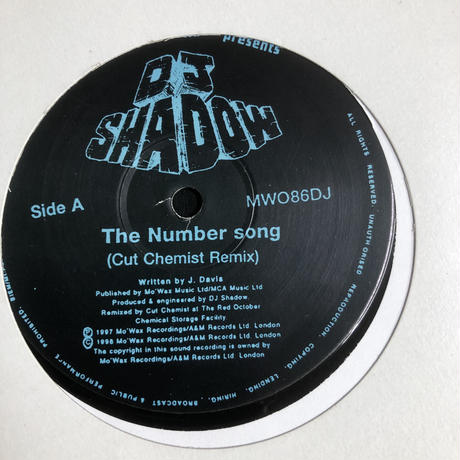 presents
DJ
SHADOW
Side A
MWO86DJ
The Number song
(Cut Chemist Remix)
Written by J. Davis
Published by Mo'Wax Music Ltd/MCA Music Ltd
Produced & engineered by DJ Shadow.
Remixed by Cut Chemist at The Red October
Chemical Storage Facility
Ⓟ 1997 Mo'Wax Recordings/A&M Records Ltd. London
Ⓒ 1998 Mo'Wax Recordings/A&M Records Ltd. London
The copyright in this sound recording is owned by
Mo'Wax Recordings/A&M Records Ltd. London
ALL RIGHTS RESERVED. UNAUTHORISED REPRODUCTION, COPYING, LENDING, HIRING, BROADCAST & PUBLIC PERFORMANCE PROHIBITED.